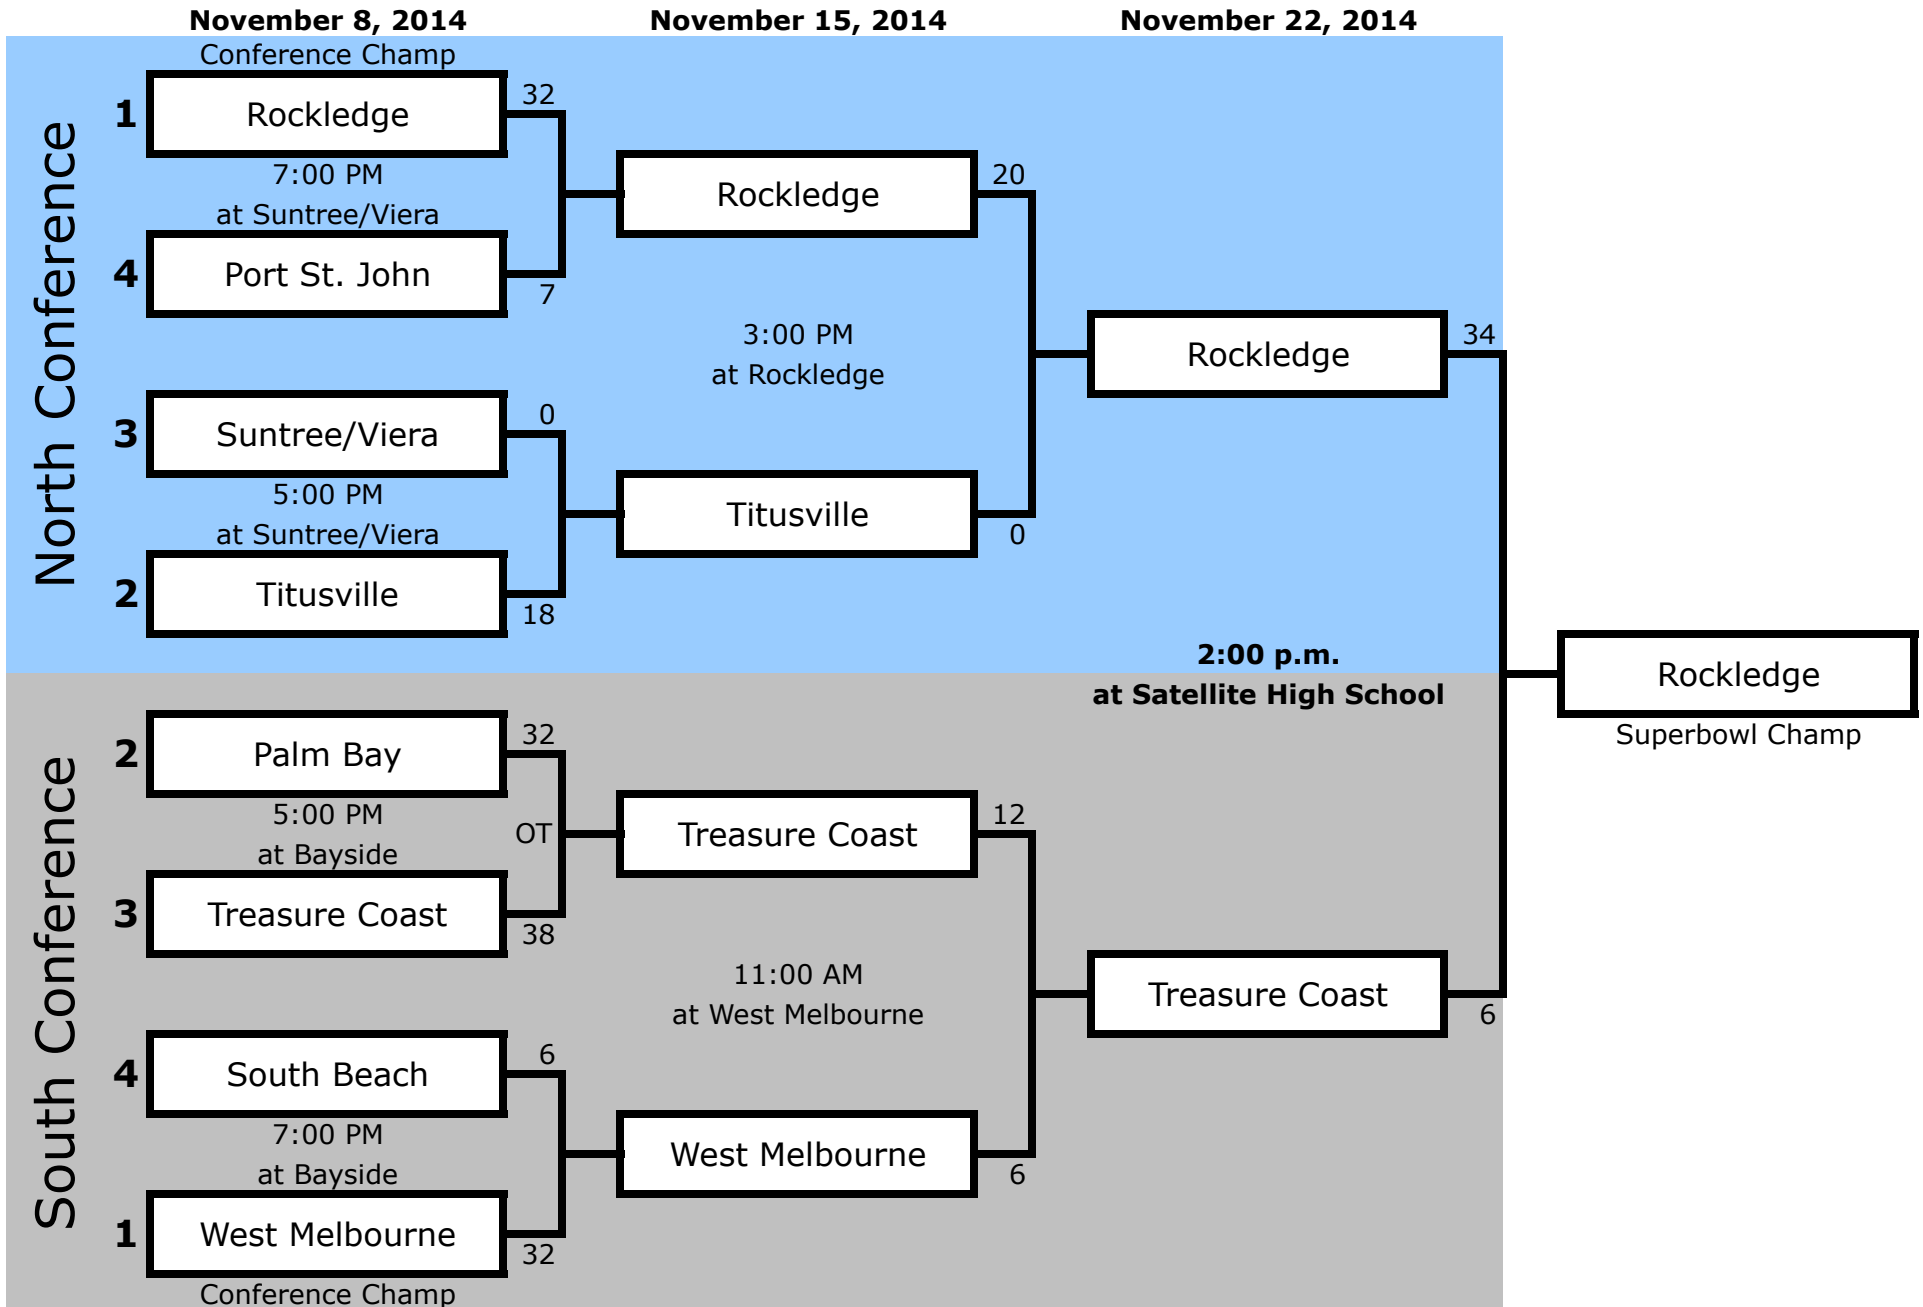 November 8, 2014
November 15, 2014
November 22, 2014
North Conference
Conference Champ
1
Rockledge
32
7:00 PM
at Suntree/Viera
4
Port St. John
7
3
Suntree/Viera
0
5:00 PM
at Suntree/Viera
2
Titusville
18
Rockledge
20
3:00 PM
at Rockledge
Titusville
0
Rockledge
34
2:00 p.m.
at Satellite High School
Rockledge
Superbowl Champ
South Conference
2
Palm Bay
32
5:00 PM
at Bayside
OT
3
Treasure Coast
38
4
South Beach
6
7:00 PM
at Bayside
1
West Melbourne
32
Conference Champ
Treasure Coast
12
11:00 AM
at West Melbourne
West Melbourne
6
Treasure Coast
6